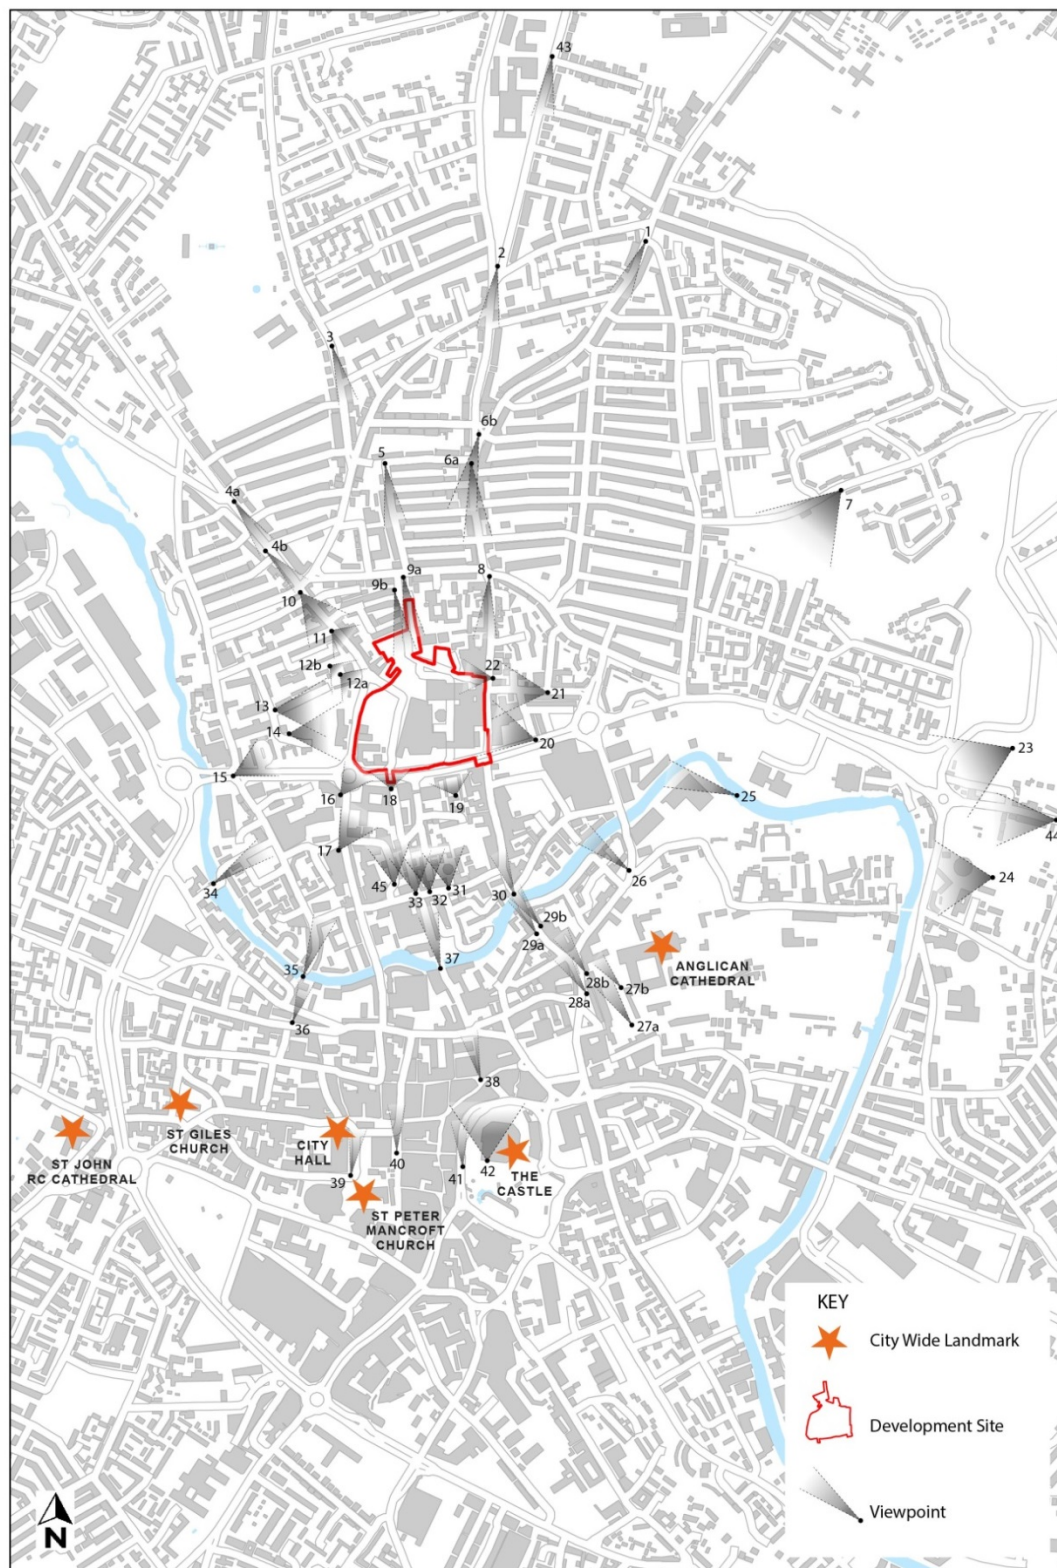 43
1
2
3
6b
5
6a
4a
7
4b
9a
8
9b
10
11
12b
12a
22
21
13
14
20
23
15
16
18
19
25
44
17
26
24
34
45
33
32
31
30
29b
29a
37
35
28b
27b
28a
27a
36
38
40
42
41
39
ANGLICAN
CATHEDRAL
ST GILES
CHURCH
CITY
HALL
ST JOHN
RC CATHEDRAL
THE
CASTLE
ST PETER
MANCROFT
CHURCH
KEY
City Wide Landmark
Development Site
Viewpoint
N